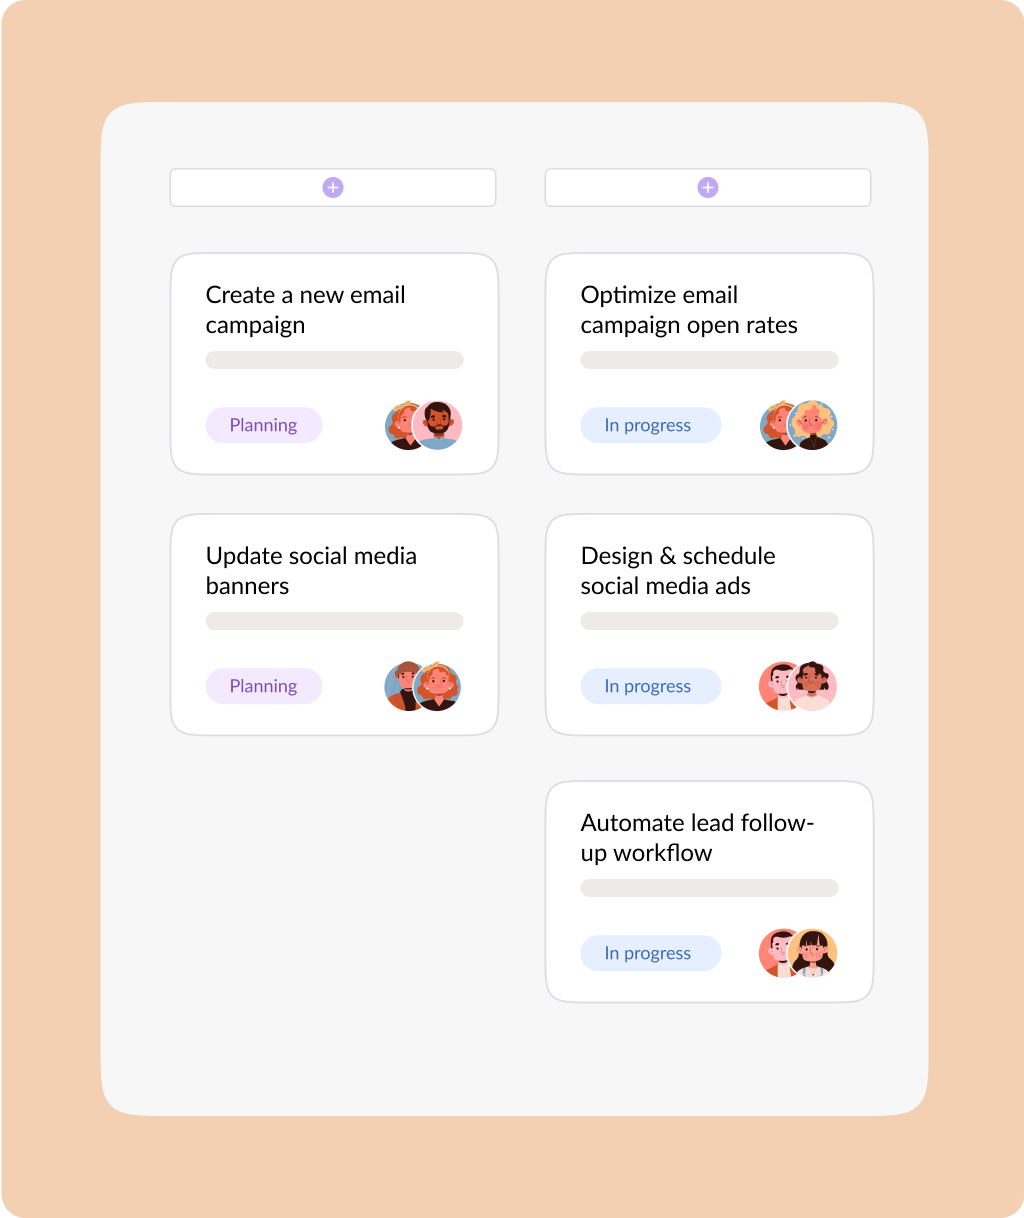 Create a new email
campaign
Planning
Update social media
banners
Planning
Optimize email
campaign open rates
In progress
Design & schedule
social media ads
In progress
Automate lead follow-
up workflow
In progress